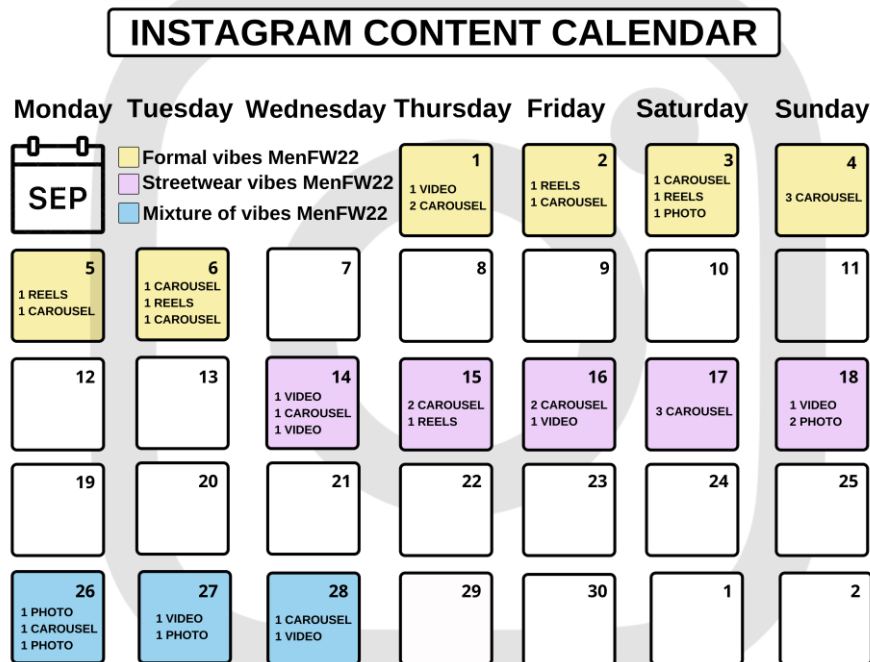 INSTAGRAM CONTENT CALENDAR
Monday Tuesday Wednesday Thursday Friday Saturday Sunday
SEP
Formal vibes MenFW22
Streetwear vibes MenFW22
Mixture of vibes MenFW22
1
1 VIDEO
2 CAROUSEL
2
1 REELS
1 CAROUSEL
3
1 CAROUSEL
1 REELS
1 PHOTO
4
3 CAROUSEL
5
1 REELS
1 CAROUSEL
6
1 CAROUSEL
1 REELS
1 CAROUSEL
7
8
9
10
11
12
13
14
1 VIDEO
1 CAROUSEL
1 VIDEO
15
2 CAROUSEL
1 REELS
16
2 CAROUSEL
1 VIDEO
17
3 CAROUSEL
18
1 VIDEO
2 PHOTO
19
20
21
22
23
24
25
26
1 PHOTO
1 CAROUSEL
1 PHOTO
27
1 VIDEO
1 PHOTO
28
1 CAROUSEL
1 VIDEO
29
30
1
2